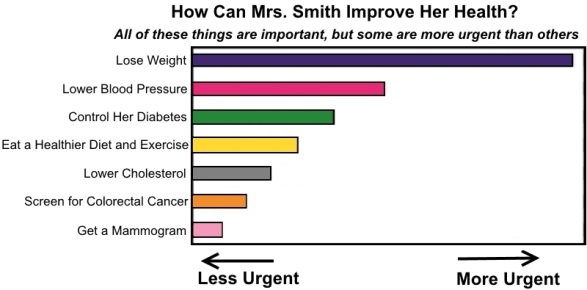 How Can Mrs. Smith Improve Her Health?
All of these things are important, but some are more urgent than others
Lose Weight
Lower Blood Pressure
Control Her Diabetes
Eat a Healthier Diet and Exercise
Lower Cholesterol
Screen for Colorectal Cancer
Get a Mammogram
Less Urgent
More Urgent